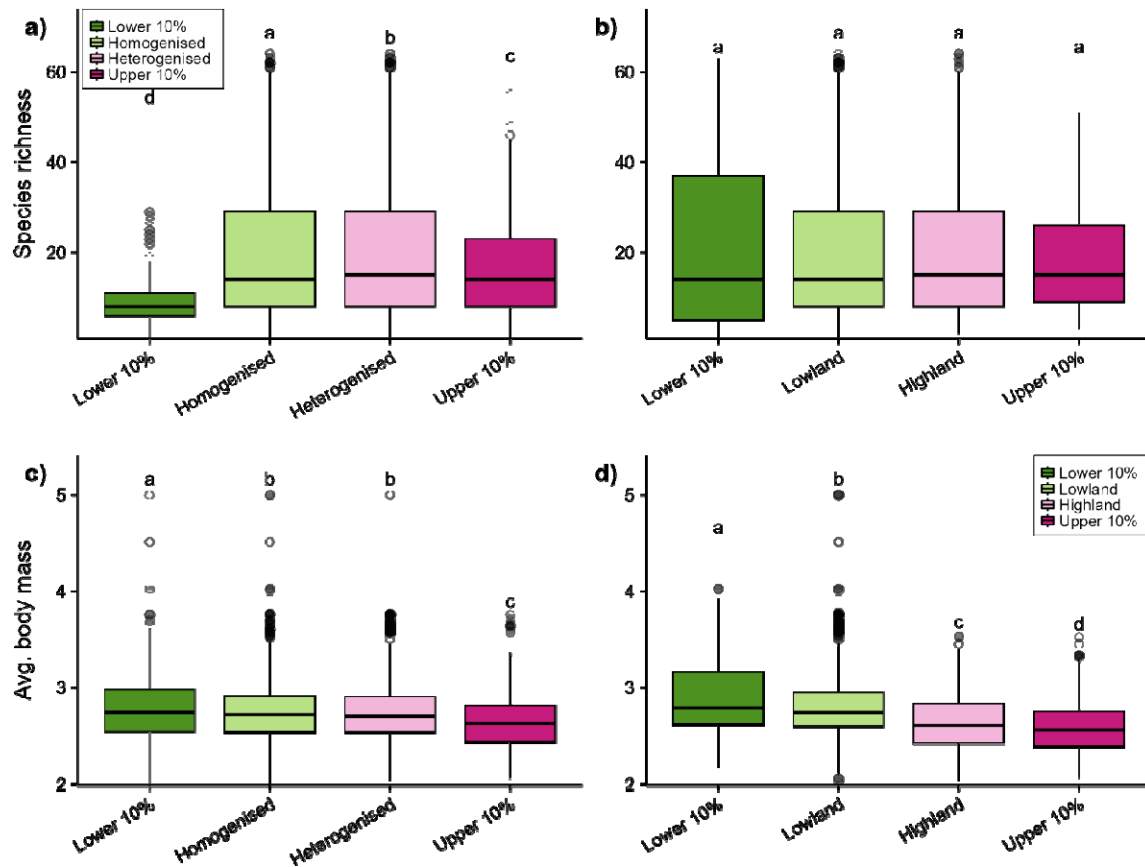 a)
Lower 10%
Homogenised
Heterogenised
Upper 10%
d
a
b
c
Species richness
60
40
20
Lower 10%
Homogenised
Heterogenised
Upper 10%
b)
a
a
a
a
60
40
20
Lower 10%
Lowland
Highland
Upper 10%
c)
a
b
b
c
Avg. body mass
5
4
3
2
Lower 10%
Homogenised
Heterogenised
Upper 10%
d)
a
b
c
d
Lower 10%
Lowland
Highland
Upper 10%
5
4
3
2
Lower 10%
Lowland
Highland
Upper 10%